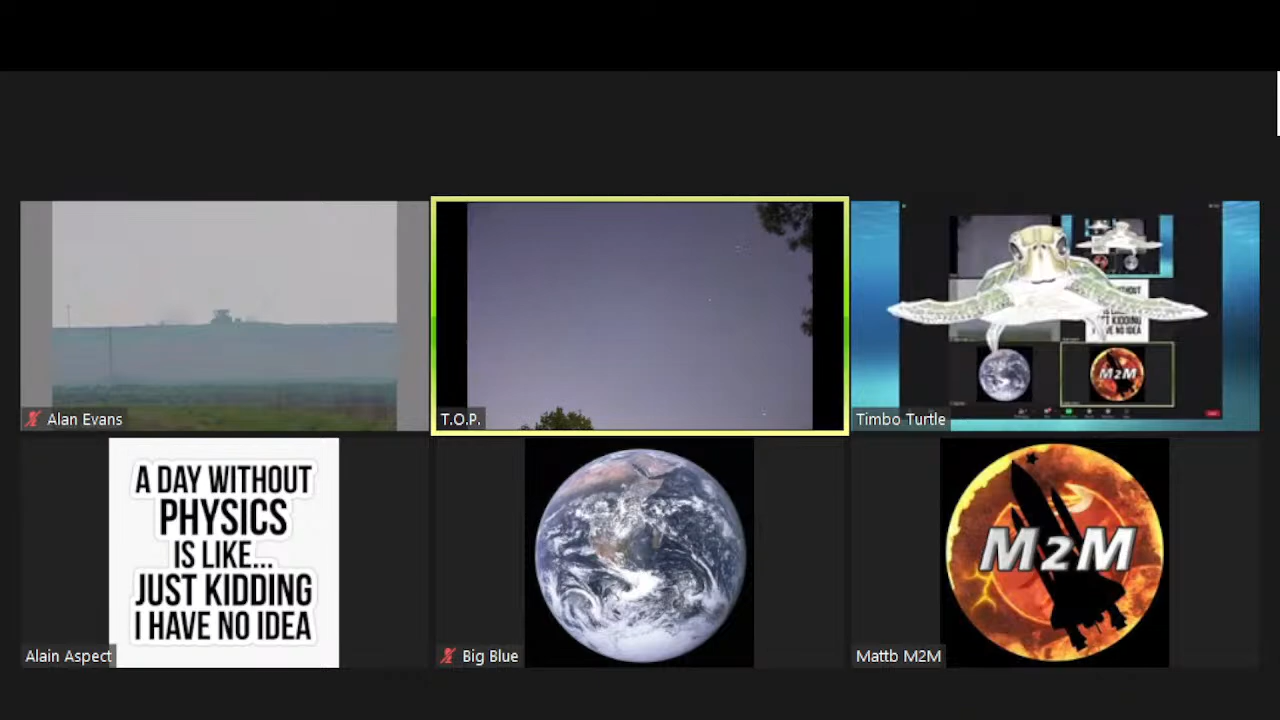 Alan Evans
T.O.P.
Timbo Turtle
M2M
A DAY WITHOUT
PHYSICS
IS LIKE...
JUST KIDDING
I HAVE NO IDEA
M2M
Alain Aspect
Big Blue
Mattb M2M